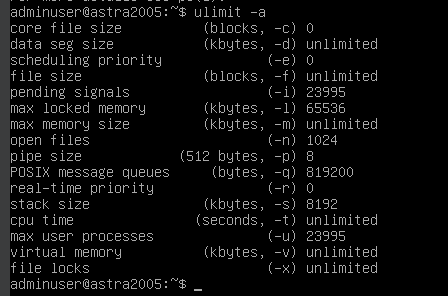 adminuser@astra2005:~$ ulimit -a
core file size          (blocks, -c) 0
data seg size           (kbytes, -d) unlimited
scheduling priority             (-e) 0
file size               (blocks, -f) unlimited
pending signals                 (-i) 23995
max locked memory       (kbytes, -l) 65536
max memory size         (kbytes, -m) unlimited
open files                      (-n) 1024
pipe size            (512 bytes, -p) 8
POSIX message queues     (bytes, -q) 819200
real-time priority              (-r) 0
stack size              (kbytes, -s) 8192
cpu time               (seconds, -t) unlimited
max user processes              (-u) 23995
virtual memory          (kbytes, -v) unlimited
file locks                      (-x) unlimited
adminuser@astra2005:~$ _